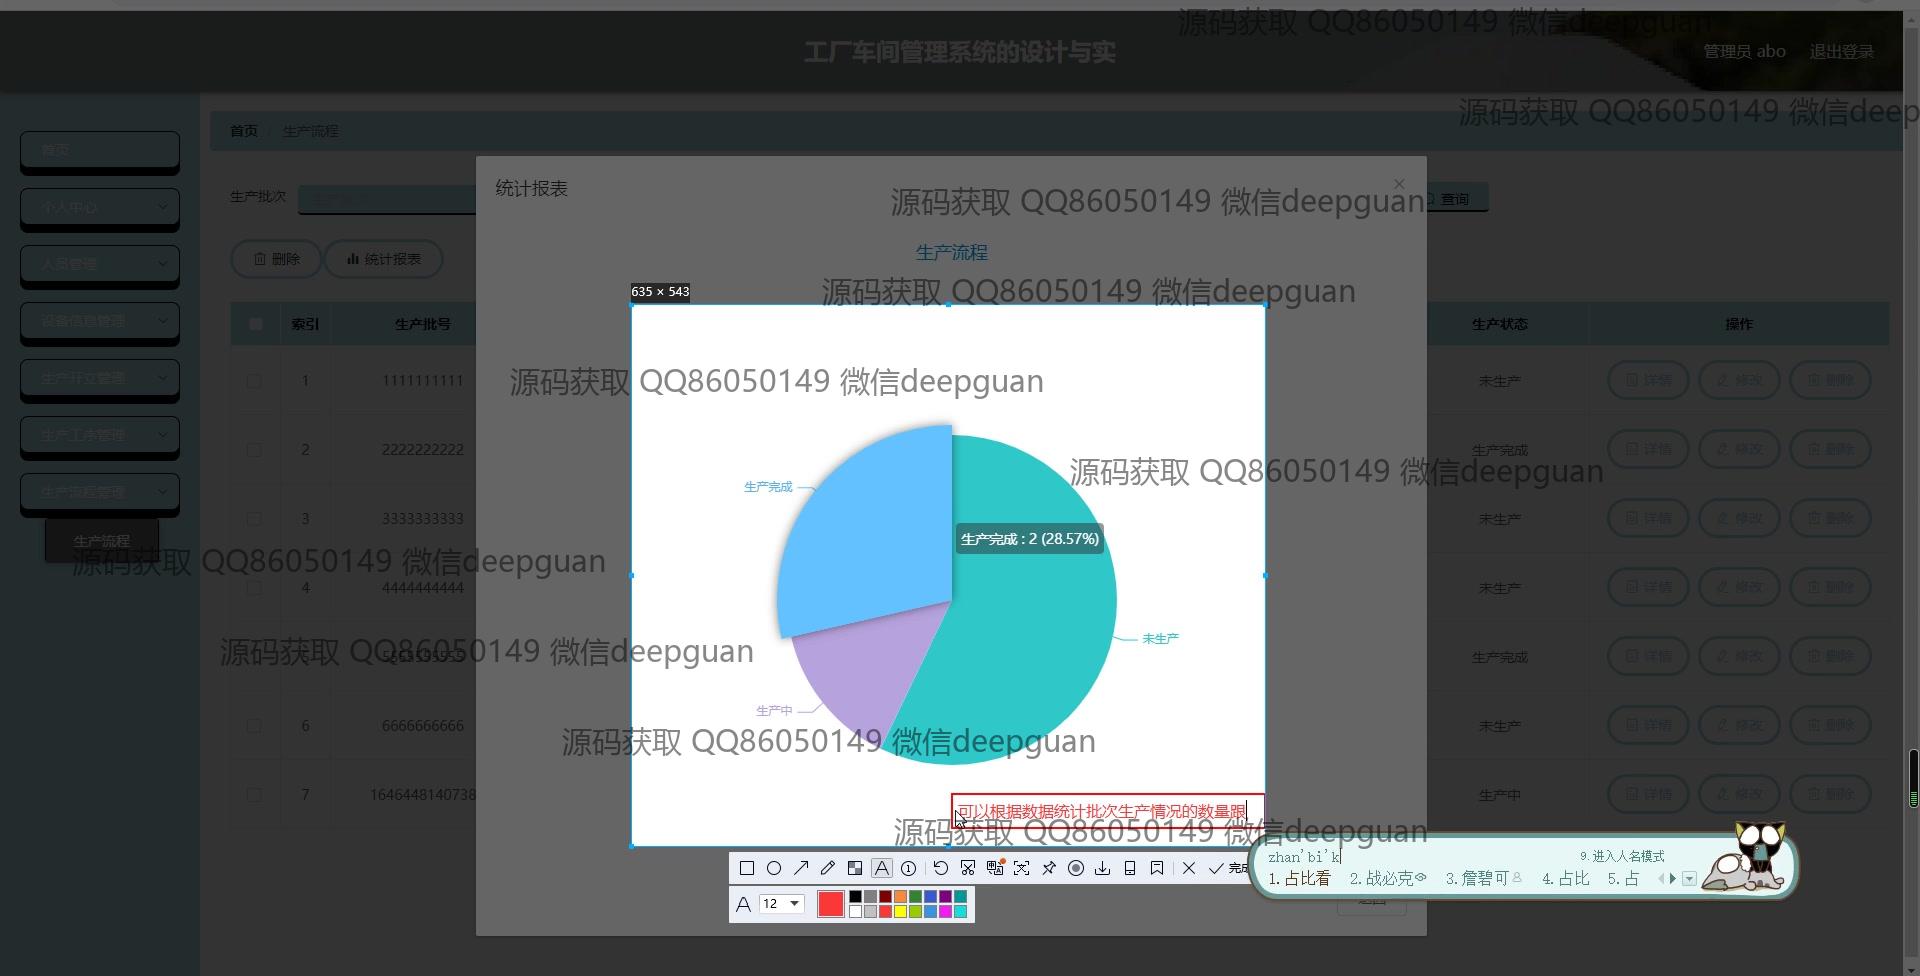 源码获取 QQ86050149 微信deepguan
工厂车间管理系统的设计与实
管理员 abo 退出登录
源码获取 QQ86050149 微信deep
首页 / 生产流程
首页
个人中心
人员管理
设备信息管理
生产开立管理
生产工序管理
生产流程管理
生产流程
生产批次
查询
删除 统计报表
统计报表
源码获取 QQ86050149 微信deepguan
生产流程
源码获取 QQ86050149 微信deepguan
635 × 543
索引 生产批号 生产状态 操作
1 1111111111 未生产 详情 修改 删除
源码获取 QQ86050149 微信deepguan
2 2222222222 生产完成 详情 修改 删除
源码获取 QQ86050149 微信deepguan
生产完成
3 3333333333 未生产 详情 修改 删除
生产完成 : 2 (28.57%)
源码获取 QQ86050149 微信deepguan
4 4444444444 未生产 详情 修改 删除
未生产
源码获取 QQ86050149 微信deepguan
5 5555555555 生产完成 详情 修改 删除
生产中
6 6666666666 未生产 详情 修改 删除
源码获取 QQ86050149 微信deepguan
7 1646448140738 生产中 详情 修改 删除
可以根据数据统计批次生产情况的数量跟
源码获取 QQ86050149 微信deepguan
完成
A 12
返回
zhan'bi'k 9.进入人名模式
1.占比看 2.战必克 3.詹碧可 4.占比 5.占